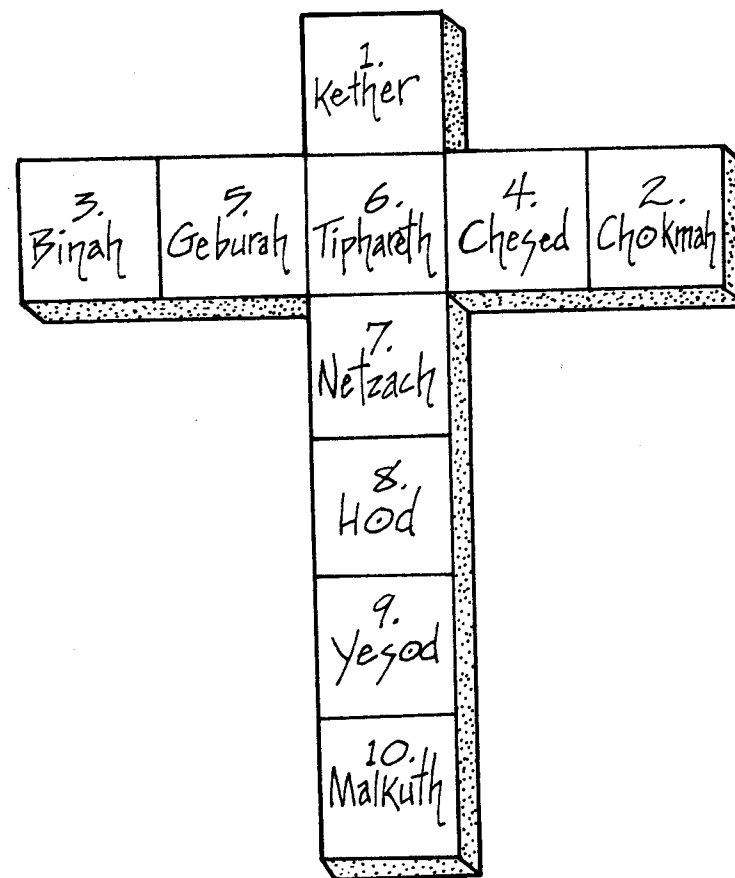 1.
Kether
3.
Binah
5.
Geburah
6.
Tiphareth
4.
Chesed
2.
Chokmah
7.
Netzach
8.
Hod
9.
Yesod
10.
Malkuth